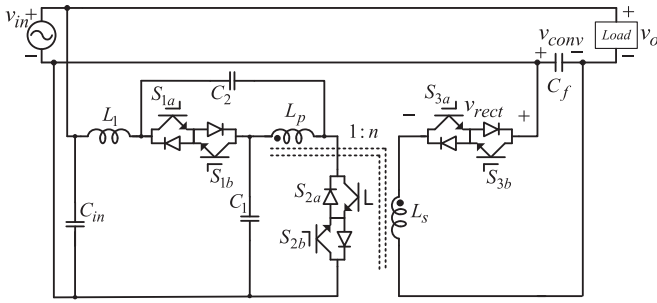 v_in + −
+ Load − v_o
v_conv
+ −
C_f
C_2
S_1a
L_1
S_1b
L_p
1:n
S_3a
− v_rect +
S_3b
C_in
C_1
S_2a
S_2b
L_s